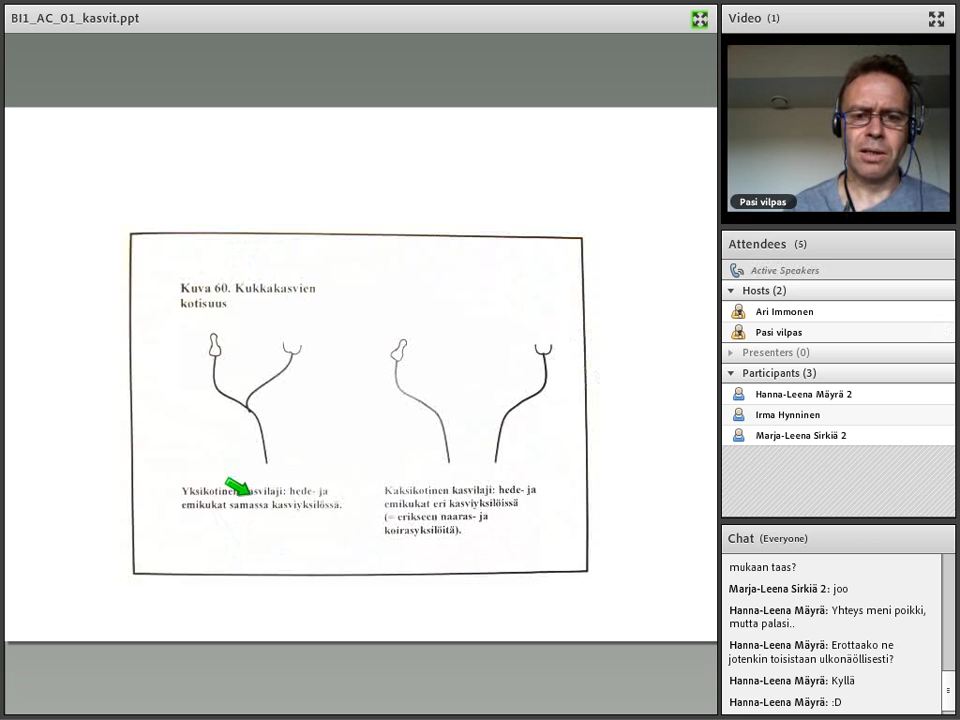 BI1_AC_01_kasvit.ppt
Kuva 60. Kukkakasvien
kotisuus
Yksikotinen kasvilaji: hede- ja
emikukat samassa kasviyksilössä.
Kaksikotinen kasvilaji: hede- ja
emikukat eri kasviyksilöissä
(= erikseen naaras- ja
koirasyksilöitä).
Video (1)
Pasi vilpas
Attendees (5)
Active Speakers
Hosts (2)
Ari Immonen
Pasi vilpas
Presenters (0)
Participants (3)
Hanna-Leena Mäyrä 2
Irma Hynninen
Marja-Leena Sirkiä 2
Chat (Everyone)
mukaan taas?
Marja-Leena Sirkiä 2: joo
Hanna-Leena Mäyrä: Yhteys meni poikki,
mutta palasi..
Hanna-Leena Mäyrä: Erottaako ne
jotenkin toisistaan ulkonäöllisesti?
Hanna-Leena Mäyrä: Kyllä
Hanna-Leena Mäyrä: :D